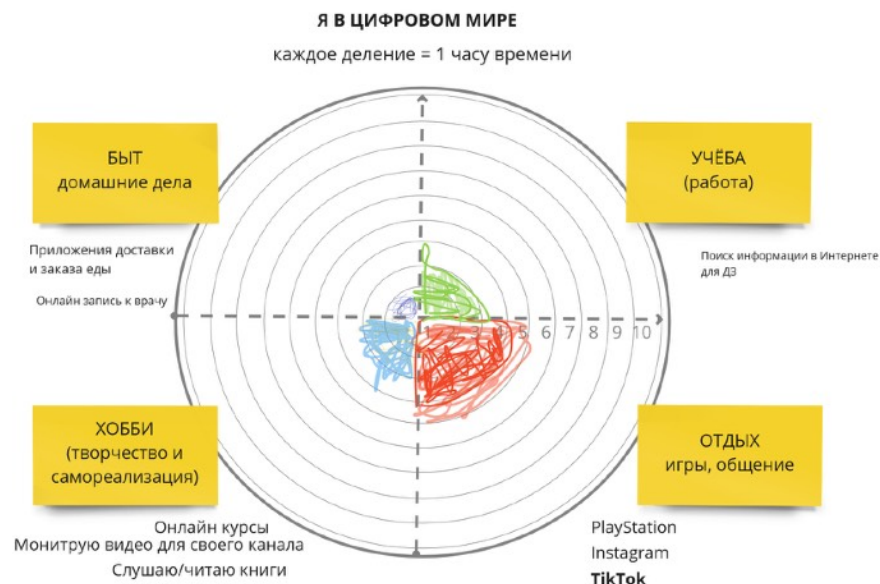 Я В ЦИФРОВОМ МИРЕ
каждое деление = 1 часу времени
БЫТ
домашние дела
УЧЁБА
(работа)
Приложения доставки
и заказа еды
Онлайн запись к врачу
Поиск информации в Интернете
для ДЗ
1 2 3 4 5 6 7 8 9 10
ХОББИ
(творчество и
самореализация)
ОТДЫХ
игры, общение
Онлайн курсы
Монитрую видео для своего канала
Слушаю/читаю книги
PlayStation
Instagram
TikTok